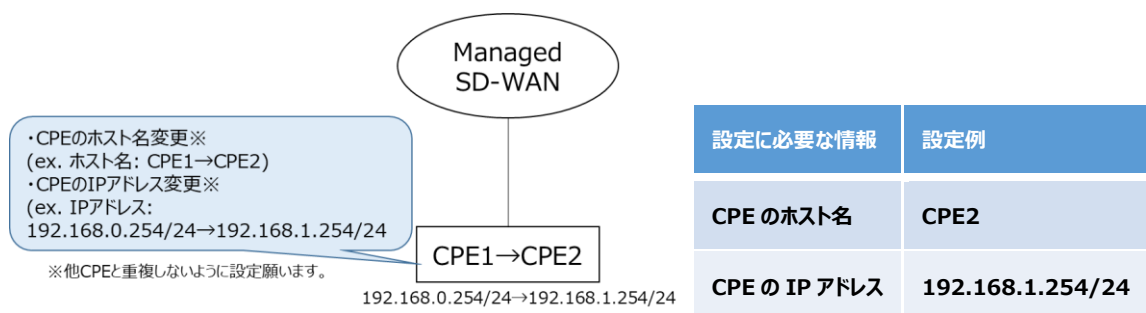 Managed
SD-WAN
・CPEのホスト名変更※
(ex. ホスト名: CPE1→CPE2)
・CPEのIPアドレス変更※
(ex. IPアドレス:
192.168.0.254/24→192.168.1.254/24
※他CPEと重複しないように設定願います。
CPE1→CPE2
192.168.0.254/24→192.168.1.254/24
設定に必要な情報 設定例
CPE のホスト名 CPE2
CPE の IP アドレス 192.168.1.254/24